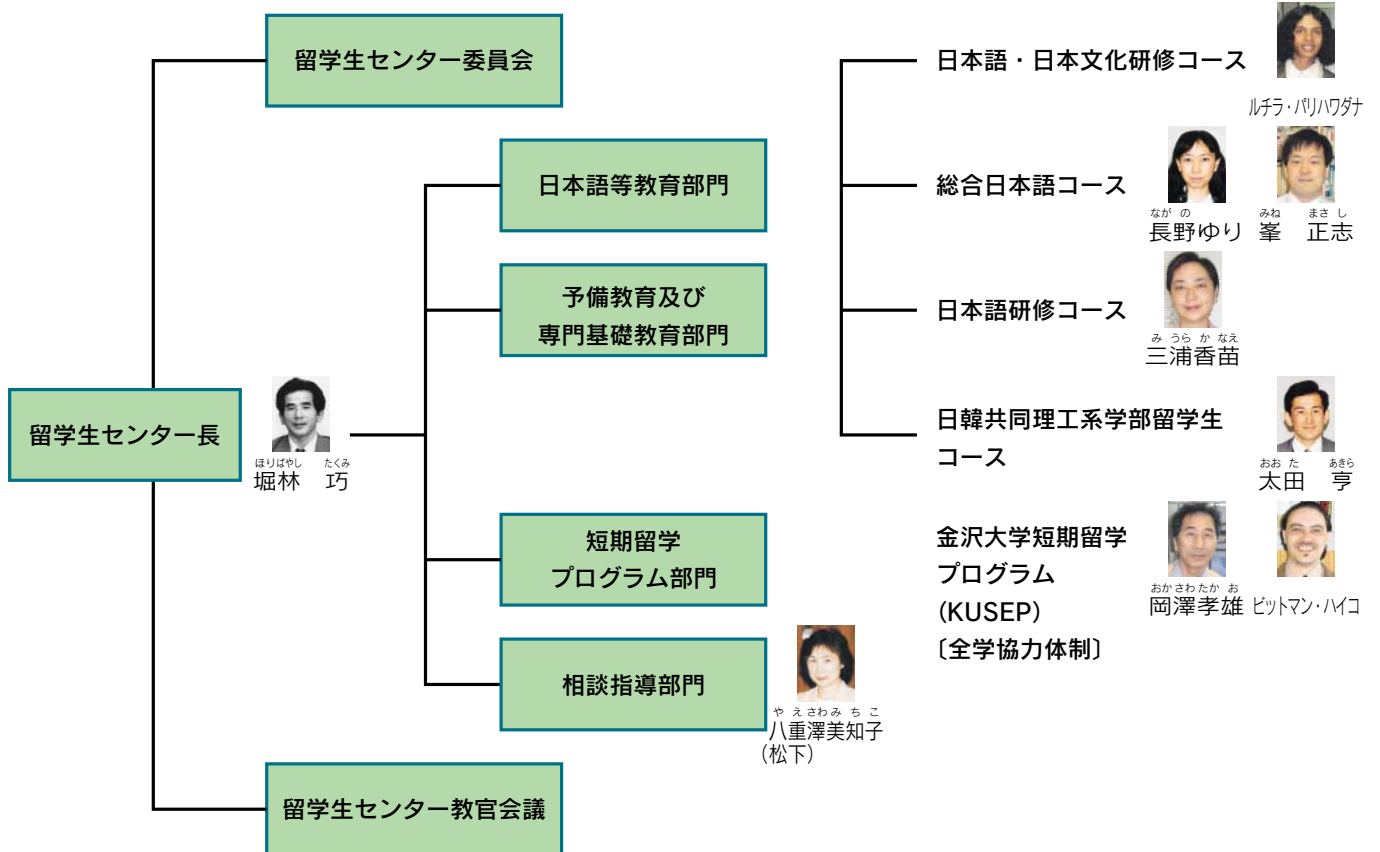 留学生センター委員会
日本語等教育部門
予備教育及び
専門基礎教育部門
留学生センター長
ほりばやし たくみ
堀林 巧
短期留学
プログラム部門
相談指導部門
やえさわみちこ
八重澤美知子
(松下)
留学生センター教官会議
日本語・日本文化研修コース
ルチラ・パリハワダナ
総合日本語コース
ながの
長野ゆり
みね まさし
峯 正志
日本語研修コース
みうらかなえ
三浦香苗
日韓共同理工系学部留学生
コース
おおた あきら
太田 亨
金沢大学短期留学
プログラム
(KUSEP)
〔全学協力体制〕
おかざわたかお
岡澤孝雄
ビットマン・ハイコ